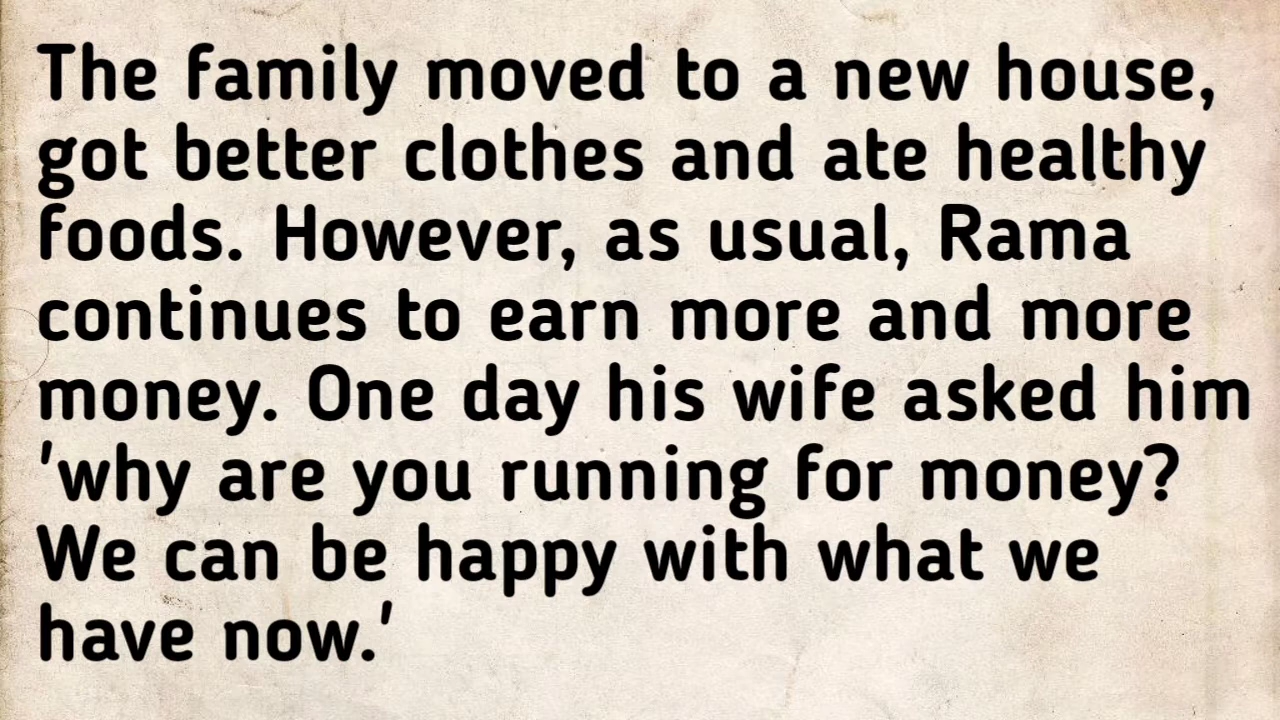 The family moved to a new house,
got better clothes and ate healthy
foods. However, as usual, Rama
continues to earn more and more
money. One day his wife asked him
'why are you running for money?
We can be happy with what we
have now.'